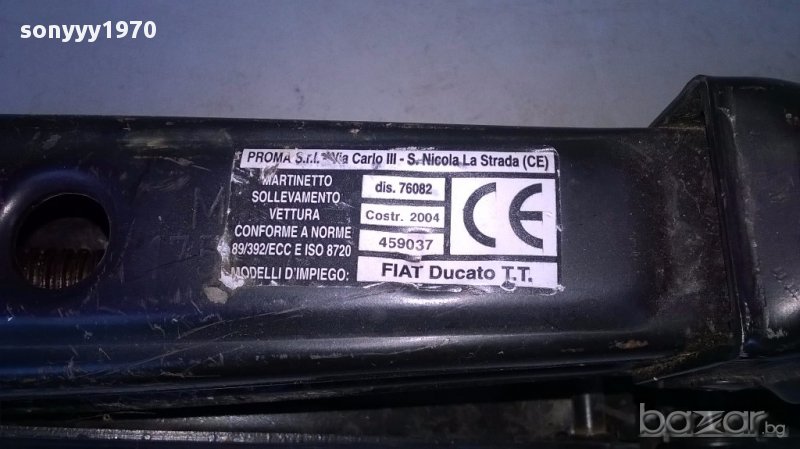 sonyyy1970
PROMA S.r.l. Via Carlo III - S. Nicola La Strada (CE)
MARTINETTO
SOLLEVAMENTO
VETTURA
CONFORME A NORME
89/392/ECC E ISO 8720
dis. 76082
Costr. 2004
459037
CE
MODELLI D'IMPIEGO:
FIAT Ducato T.T.
bazar.bg